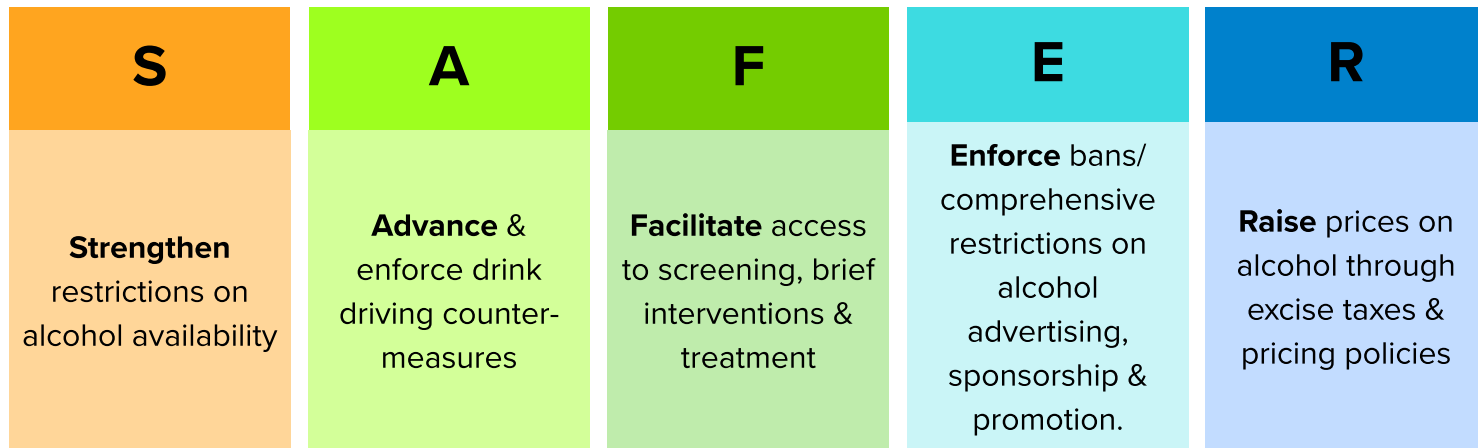 S
Strengthen
restrictions on
alcohol availability
A
Advance &
enforce drink
driving counter-
measures
F
Facilitate access
to screening, brief
interventions &
treatment
E
Enforce bans/
comprehensive
restrictions on
alcohol
advertising,
sponsorship &
promotion.
R
Raise prices on
alcohol through
excise taxes &
pricing policies